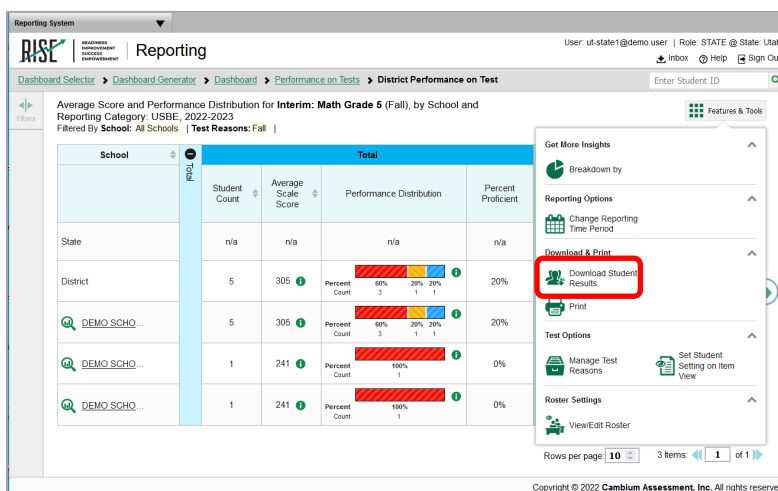 Reporting System
RISE
READINESS
IMPROVEMENT
SUCCESS
EMPOWERMENT
Reporting
User: ut-state1@demo.user | Role: STATE @ State: Utah
Inbox Help Sign Ou
Dashboard Selector Dashboard Generator Dashboard Performance on Tests District Performance on Test
Enter Student ID
Filters
Average Score and Performance Distribution for Interim: Math Grade 5 (Fall), by School and
Reporting Category: USBE, 2022-2023
Filtered By School: All Schools | Test Reasons: Fall |
Features & Tools
School Total
Total
Student Count
Average Scale Score
Performance Distribution
Percent Proficient
State n/a n/a n/a n/a
District 5 305 20%
Percent 60% 20% 20%
Count 3 1 1
DEMO SCHO... 5 305 20%
Percent 60% 20% 20%
Count 3 1 1
DEMO SCHO... 1 241 0%
Percent 100%
Count 1
DEMO SCHO... 1 241 0%
Percent 100%
Count 1
Get More Insights
Breakdown by
Reporting Options
Change Reporting
Time Period
Download & Print
Download Student
Results
Print
Test Options
Manage Test
Reasons
Set Student
Setting on Item
View
Roster Settings
View/Edit Roster
Rows per page: 10 3 Items: 1 of 1
Copyright © 2022 Cambium Assessment, Inc. All rights reserve